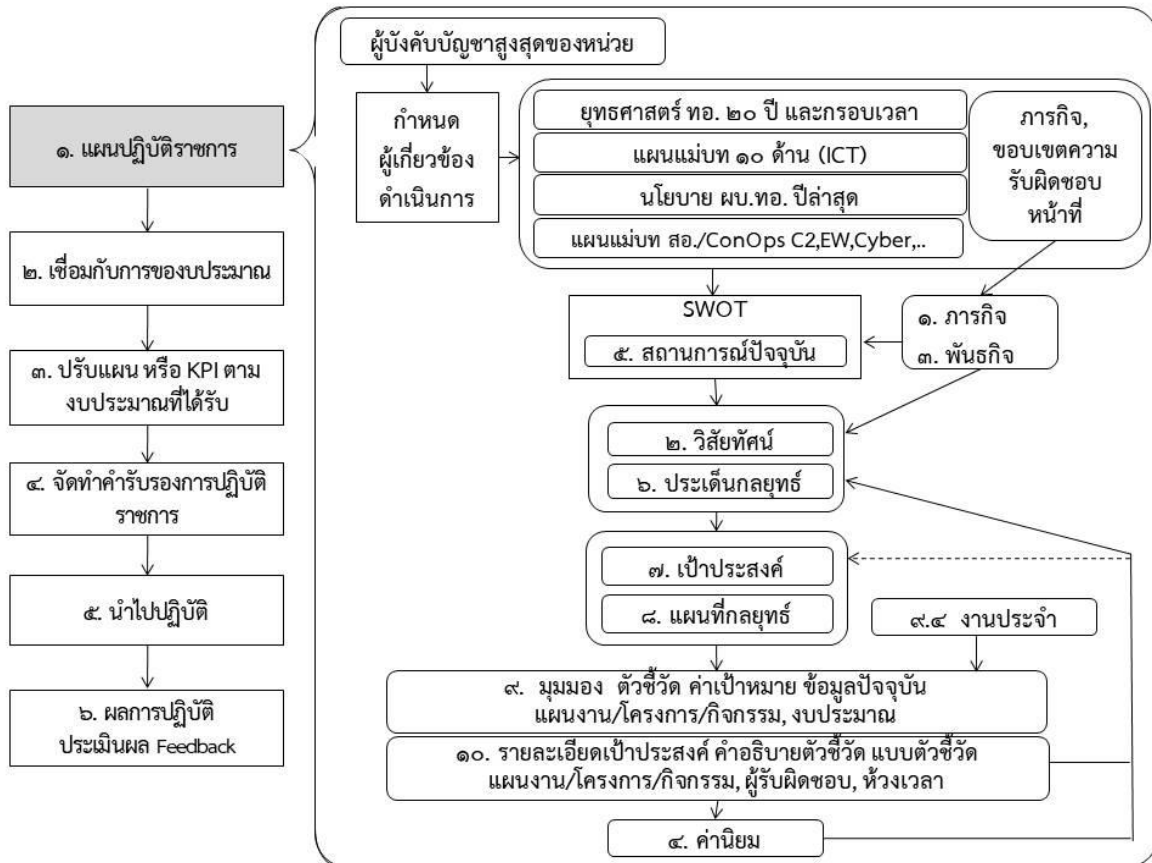 ๑. แผนปฏิบัติราชการ
๒. เชื่อมกับการของบประมาณ
๓. ปรับแผน หรือ KPI ตาม
งบประมาณที่ได้รับ
๔. จัดทำคำรับรองการปฏิบัติ
ราชการ
๕. นำไปปฏิบัติ
๖. ผลการปฏิบัติ
ประเมินผล Feedback
ผู้บังคับบัญชาสูงสุดของหน่วย
กำหนด
ผู้เกี่ยวข้อง
ดำเนินการ
ยุทธศาสตร์ ทอ. ๒๐ ปี และกรอบเวลา
แผนแม่บท ๑๐ ด้าน (ICT)
นโยบาย ผบ.ทอ. ปีล่าสุด
แผนแม่บท สอ./ConOps C2,EW,Cyber,..
ภารกิจ,
ขอบเขตความ
รับผิดชอบ
หน้าที่
SWOT
๕. สถานการณ์ปัจจุบัน
๑. ภารกิจ
๓. พันธกิจ
๒. วิสัยทัศน์
๖. ประเด็นกลยุทธ์
๗. เป้าประสงค์
๘. แผนที่กลยุทธ์
๙.๔ งานประจำ
๙. มุมมอง ตัวชี้วัด ค่าเป้าหมาย ข้อมูลปัจจุบัน
แผนงาน/โครงการ/กิจกรรม, งบประมาณ
๑๐. รายละเอียดเป้าประสงค์ คำอธิบายตัวชี้วัด แบบตัวชี้วัด
แผนงาน/โครงการ/กิจกรรม, ผู้รับผิดชอบ, ห้วงเวลา
๔. ค่านิยม